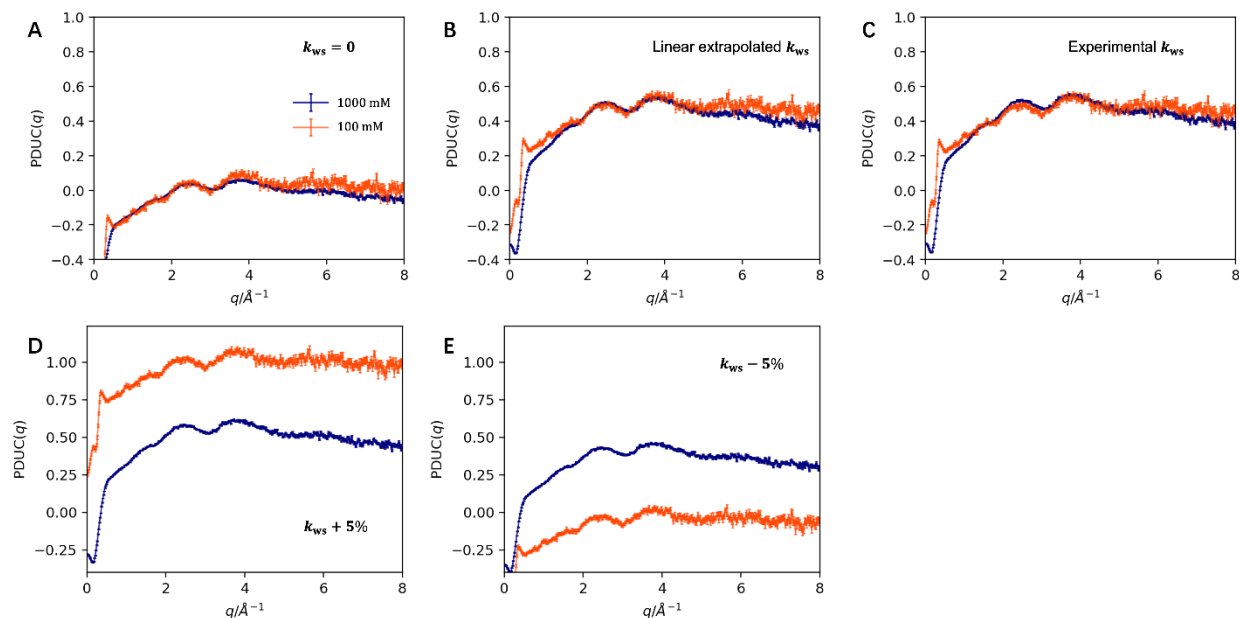 A
1.0
0.8
0.6
0.4
0.2
0.0
−0.2
−0.4
PDUC(q)
k_ws = 0
1000 mM
100 mM
0 2 4 6 8
q/Å⁻¹
B
1.0
0.8
0.6
0.4
0.2
0.0
−0.2
−0.4
PDUC(q)
Linear extrapolated k_ws
0 2 4 6 8
q/Å⁻¹
C
1.0
0.8
0.6
0.4
0.2
0.0
−0.2
−0.4
PDUC(q)
Experimental k_ws
0 2 4 6 8
q/Å⁻¹
D
1.00
0.75
0.50
0.25
0.00
−0.25
PDUC(q)
k_ws + 5%
0 2 4 6 8
q/Å⁻¹
E
1.00
0.75
0.50
0.25
0.00
−0.25
PDUC(q)
k_ws − 5%
0 2 4 6 8
q/Å⁻¹